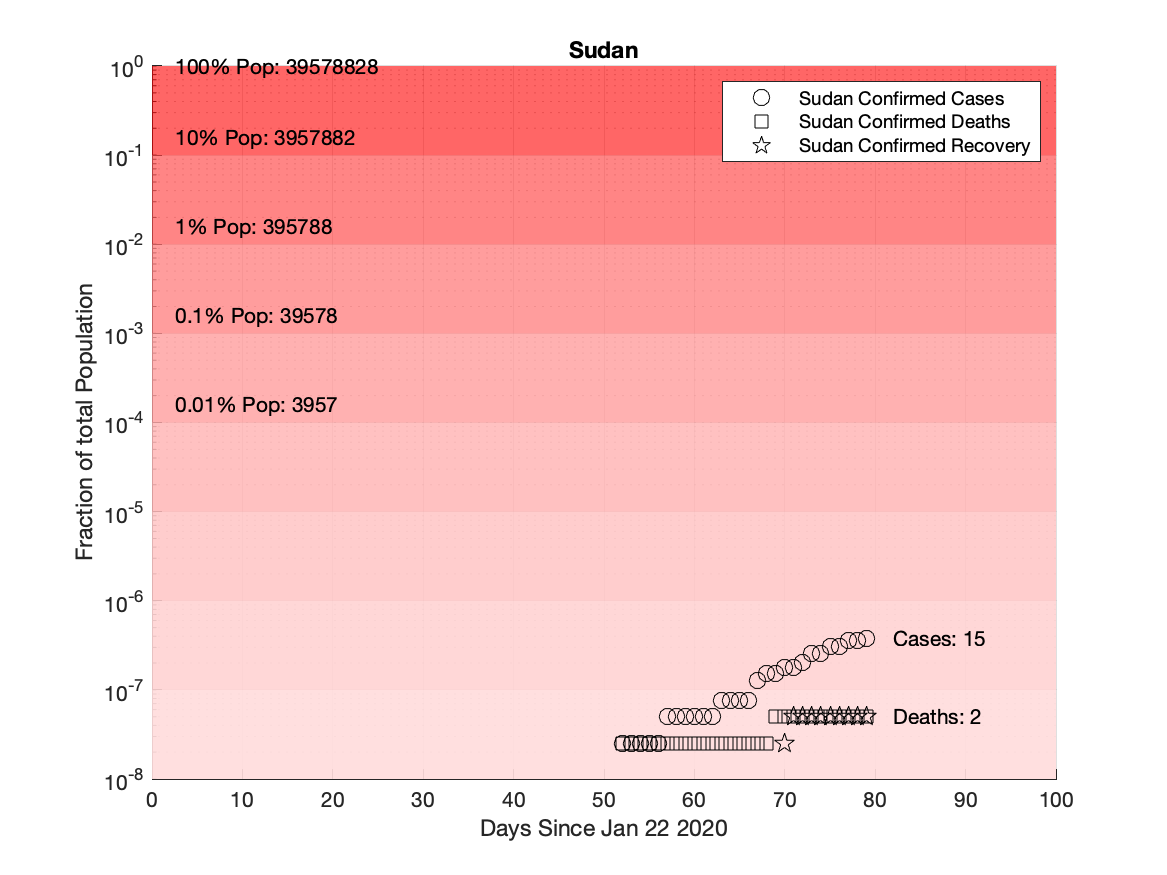 Sudan
10^0
100% Pop: 39578828
Sudan Confirmed Cases
Sudan Confirmed Deaths
Sudan Confirmed Recovery
10% Pop: 3957882
10^-1
1% Pop: 395788
10^-2
0.1% Pop: 39578
10^-3
0.01% Pop: 3957
10^-4
10^-5
10^-6
10^-7
10^-8
Fraction of total Population
Cases: 15
Deaths: 2
0 10 20 30 40 50 60 70 80 90 100
Days Since Jan 22 2020